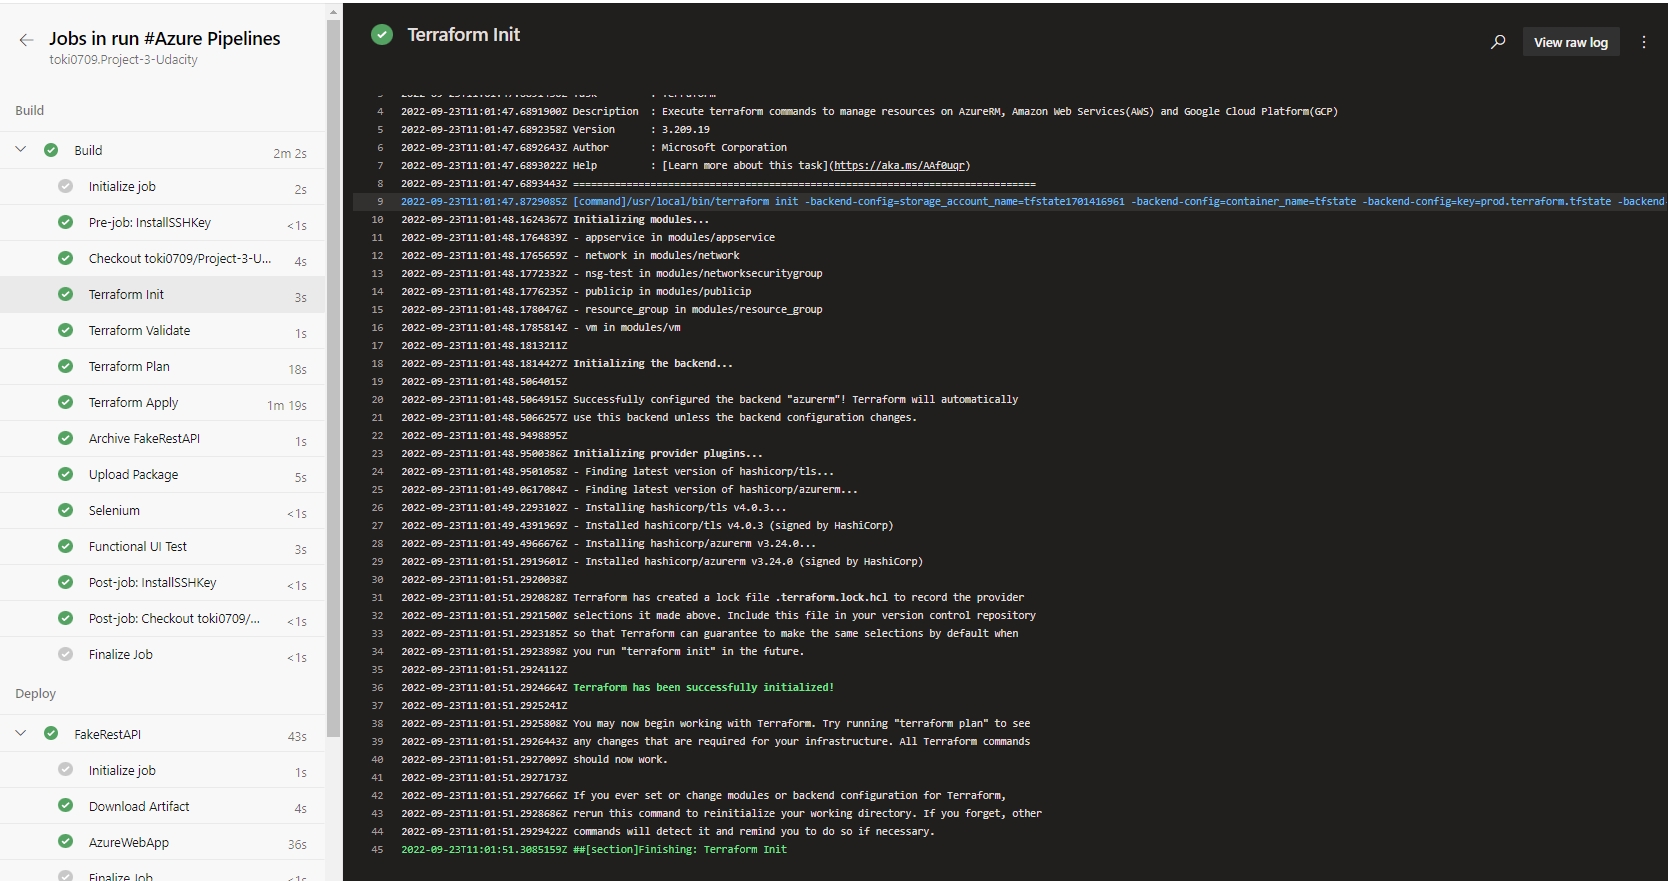 Jobs in run #Azure Pipelines
toki0709.Project-3-Udacity
Build
Build 2m 2s
Initialize job 2s
Pre-job: InstallSSHKey <1s
Checkout toki0709/Project-3-U... 4s
Terraform Init 3s
Terraform Validate 1s
Terraform Plan 18s
Terraform Apply 1m 19s
Archive FakeRestAPI 1s
Upload Package 5s
Selenium <1s
Functional UI Test 3s
Post-job: InstallSSHKey <1s
Post-job: Checkout toki0709/... <1s
Finalize Job <1s
Deploy
FakeRestAPI 43s
Initialize job 1s
Download Artifact 4s
AzureWebApp 36s
Finalize Job <1s
Terraform Init
View raw log
4 2022-09-23T11:01:47.6891900Z Description : Execute terraform commands to manage resources on AzureRM, Amazon Web Services(AWS) and Google Cloud Platform(GCP)
5 2022-09-23T11:01:47.6892358Z Version : 3.209.19
6 2022-09-23T11:01:47.6892643Z Author : Microsoft Corporation
7 2022-09-23T11:01:47.6893022Z Help : [Learn more about this task](https://aka.ms/AAf0uqr)
8 2022-09-23T11:01:47.6893443Z ==============================================================================
9 2022-09-23T11:01:47.8729085Z [command]/usr/local/bin/terraform init -backend-config=storage_account_name=tfstate1701416961 -backend-config=container_name=tfstate -backend-config=key=prod.terraform.tfstate -backend-
10 2022-09-23T11:01:48.1624367Z Initializing modules...
11 2022-09-23T11:01:48.1764839Z - appservice in modules/appservice
12 2022-09-23T11:01:48.1765659Z - network in modules/network
13 2022-09-23T11:01:48.1772332Z - nsg-test in modules/networksecuritygroup
14 2022-09-23T11:01:48.1776235Z - publicip in modules/publicip
15 2022-09-23T11:01:48.1780476Z - resource_group in modules/resource_group
16 2022-09-23T11:01:48.1785814Z - vm in modules/vm
17 2022-09-23T11:01:48.1813211Z
18 2022-09-23T11:01:48.1814427Z Initializing the backend...
19 2022-09-23T11:01:48.5064015Z
20 2022-09-23T11:01:48.5064915Z Successfully configured the backend "azurerm"! Terraform will automatically
21 2022-09-23T11:01:48.5066257Z use this backend unless the backend configuration changes.
22 2022-09-23T11:01:48.9498895Z
23 2022-09-23T11:01:48.9500386Z Initializing provider plugins...
24 2022-09-23T11:01:48.9501058Z - Finding latest version of hashicorp/tls...
25 2022-09-23T11:01:49.0617084Z - Finding latest version of hashicorp/azurerm...
26 2022-09-23T11:01:49.2293102Z - Installing hashicorp/tls v4.0.3...
27 2022-09-23T11:01:49.4391969Z - Installed hashicorp/tls v4.0.3 (signed by HashiCorp)
28 2022-09-23T11:01:49.4966676Z - Installing hashicorp/azurerm v3.24.0...
29 2022-09-23T11:01:51.2919601Z - Installed hashicorp/azurerm v3.24.0 (signed by HashiCorp)
30 2022-09-23T11:01:51.2920038Z
31 2022-09-23T11:01:51.2920828Z Terraform has created a lock file .terraform.lock.hcl to record the provider
32 2022-09-23T11:01:51.2921500Z selections it made above. Include this file in your version control repository
33 2022-09-23T11:01:51.2923185Z so that Terraform can guarantee to make the same selections by default when
34 2022-09-23T11:01:51.2923898Z you run "terraform init" in the future.
35 2022-09-23T11:01:51.2924112Z
36 2022-09-23T11:01:51.2924664Z Terraform has been successfully initialized!
37 2022-09-23T11:01:51.2925241Z
38 2022-09-23T11:01:51.2925808Z You may now begin working with Terraform. Try running "terraform plan" to see
39 2022-09-23T11:01:51.2926443Z any changes that are required for your infrastructure. All Terraform commands
40 2022-09-23T11:01:51.2927009Z should now work.
41 2022-09-23T11:01:51.2927173Z
42 2022-09-23T11:01:51.2927666Z If you ever set or change modules or backend configuration for Terraform,
43 2022-09-23T11:01:51.2928686Z rerun this command to reinitialize your working directory. If you forget, other
44 2022-09-23T11:01:51.2929422Z commands will detect it and remind you to do so if necessary.
45 2022-09-23T11:01:51.3085159Z ##[section]Finishing: Terraform Init